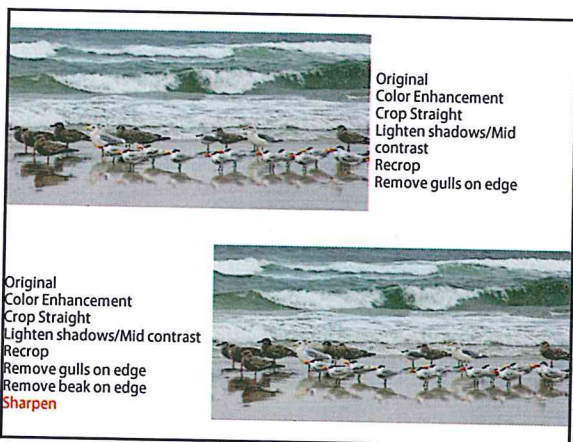 Original
Color Enhancement
Crop Straight
Lighten shadows/Mid
contrast
Recrop
Remove gulls on edge
Original
Color Enhancement
Crop Straight
Lighten shadows/Mid contrast
Recrop
Remove gulls on edge
Remove beak on edge
Sharpen